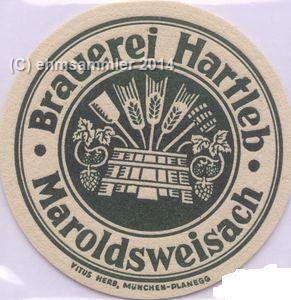 (C) ehmsammler 2014
Brauerei Hartleb
• Maroldsweisach •
VITUS HERB, MÜNCHEN-PLANEGG